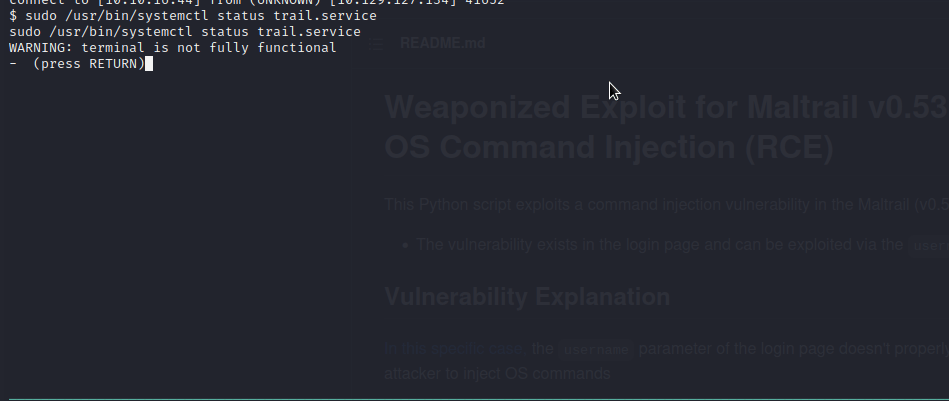 connect to [10.10.16.44] from (UNKNOWN) [10.129.127.134] 41052
$ sudo /usr/bin/systemctl status trail.service
sudo /usr/bin/systemctl status trail.service
WARNING: terminal is not fully functional
-  (press RETURN)
README.md
Weaponized Exploit for Maltrail v0.53
OS Command Injection (RCE)
This Python script exploits a command injection vulnerability in the Maltrail (v0.5
• The vulnerability exists in the login page and can be exploited via the user
Vulnerability Explanation
In this specific case, the username parameter of the login page doesn't properly
attacker to inject OS commands